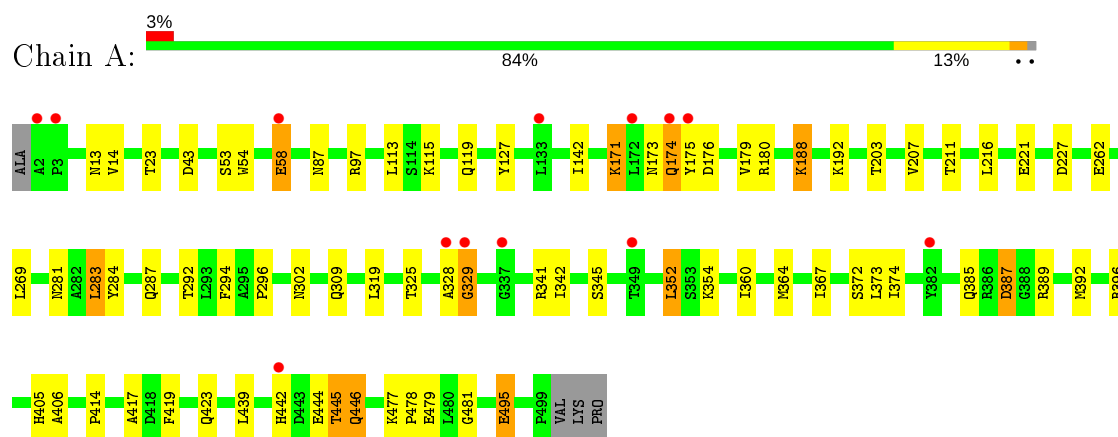 3%
Chain A:
84% 13% • •
ALA A2 P3 N13 V14 T23 D43 S53 W54 E58 N87 R97 L113 S114 K115 Q119 Y127 L133 I142 K171 L172 N173 Q174 Y175 D176 V179 R180 K188 K192 T203 V207 T211 L216 E221 D227 E262
L269 N281 A282 L283 Y284 Q287 T292 L293 F294 A295 P296 N302 Q309 L319 T325 A328 G329 G337 R341 I342 S345 T349 L352 S353 K354 I360 M364 I367 S372 L373 I374 Y382 Q385 R386 D387 G388 R389 M392
H405 A406 P414 A417 D418 F419 Q423 L439 H442 D443 E444 T445 Q446 K477 P478 E479 L480 G481 E495 P499 VAL LYS PRO